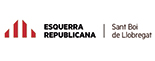 ESQUERRA
REPUBLICANA
Sant Boi
de Llobregat